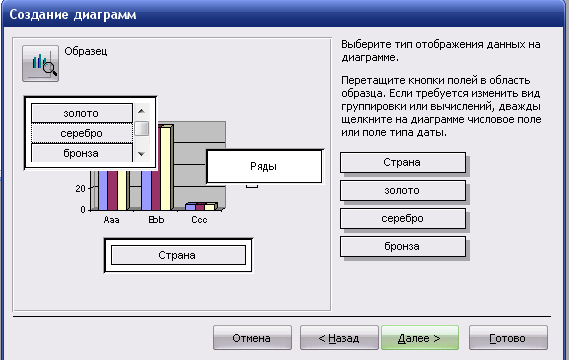 Создание диаграмм
Образец
золото
серебро
бронза
Ряды
20
0
Aaa
Bbb
Ccc
Страна
Выберите тип отображения данных на
диаграмме.
Перетащите кнопки полей в область
образца. Если требуется изменить вид
группировки или вычислений, дважды
щелкните на диаграмме числовое поле
или поле типа даты.
Страна
золото
серебро
бронза
Отмена
< Назад
Далее >
Готово